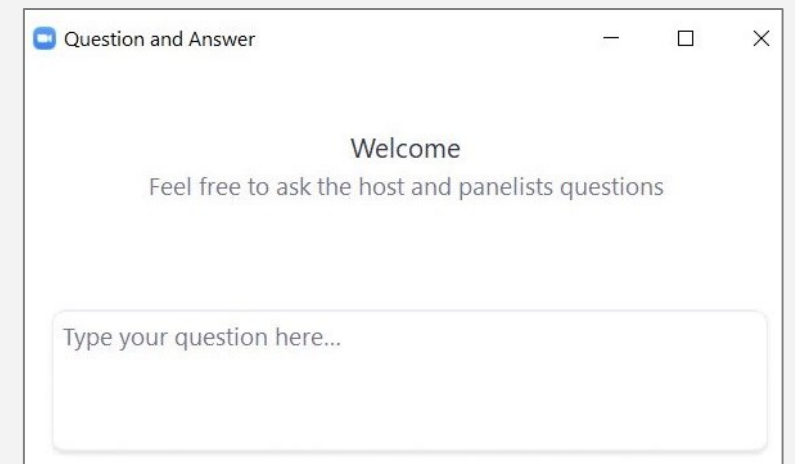 Question and Answer
Welcome
Feel free to ask the host and panelists questions
Type your question here...